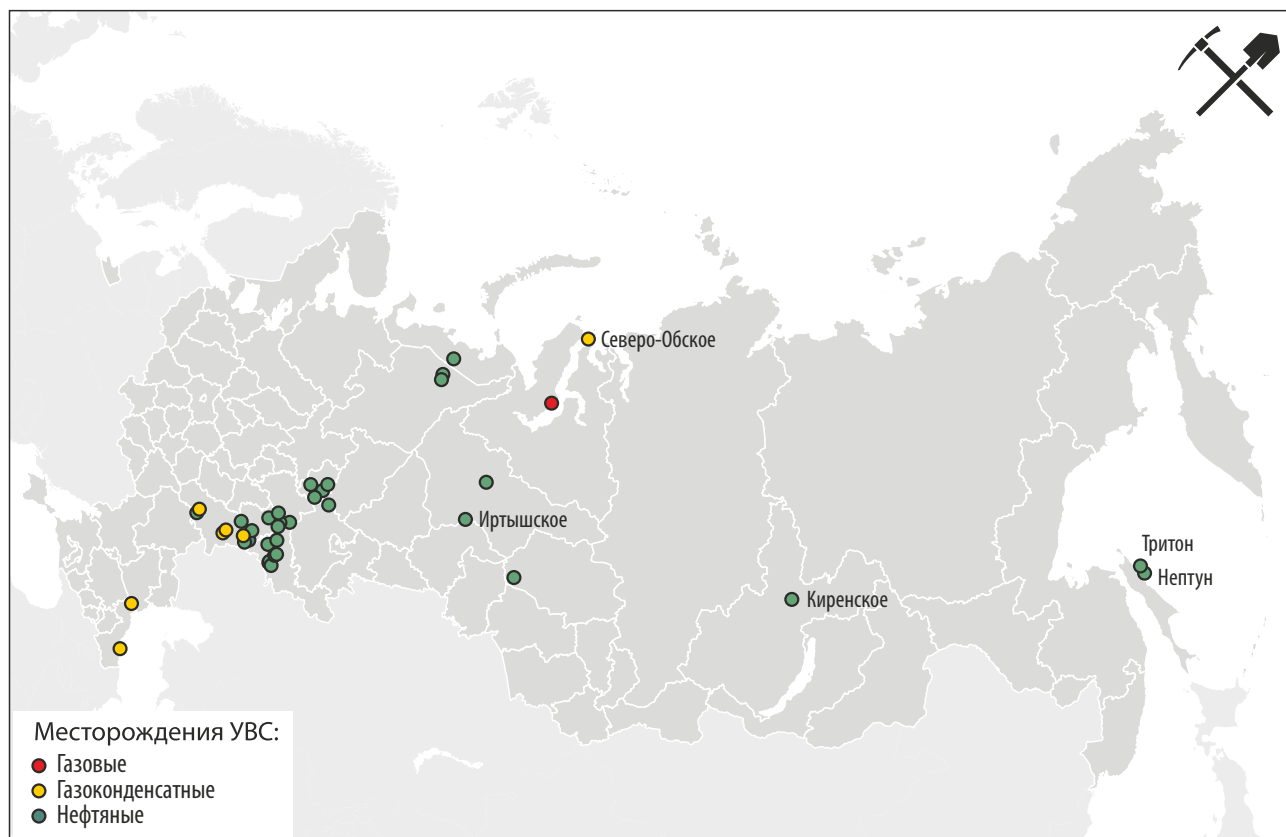 Северо-Обское
Иртышское
Тритон
Нептун
Киренское
Месторождения УВС:
Газовые
Газоконденсатные
Нефтяные